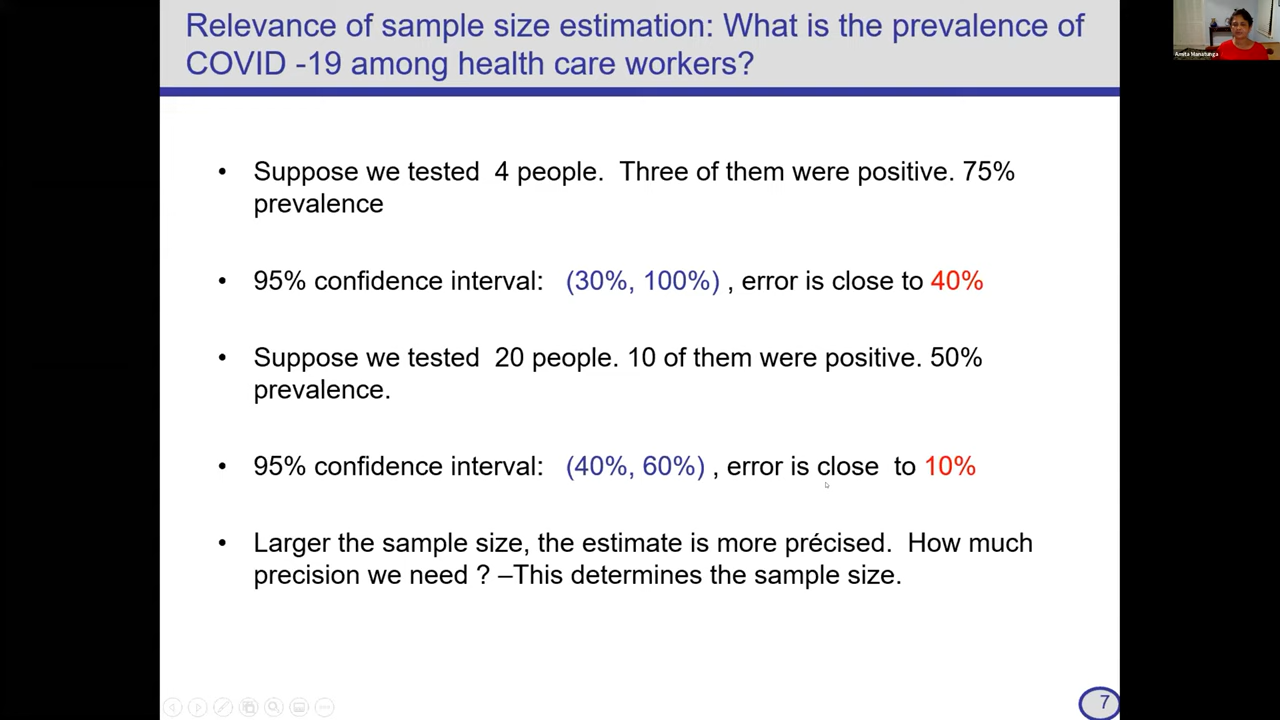 Relevance of sample size estimation: What is the prevalence of
COVID -19 among health care workers?
Amita Manatunga
• Suppose we tested 4 people. Three of them were positive. 75%
prevalence
• 95% confidence interval: (30%, 100%) , error is close to 40%
• Suppose we tested 20 people. 10 of them were positive. 50%
prevalence.
• 95% confidence interval: (40%, 60%) , error is close to 10%
• Larger the sample size, the estimate is more précised. How much
precision we need ? –This determines the sample size.
7